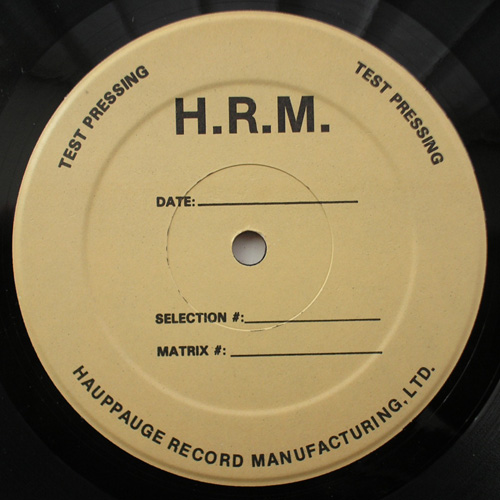 TEST PRESSING
TEST PRESSING
H.R.M.
DATE:
SELECTION #:
MATRIX #:
HAUPPAUGE RECORD MANUFACTURING, LTD.